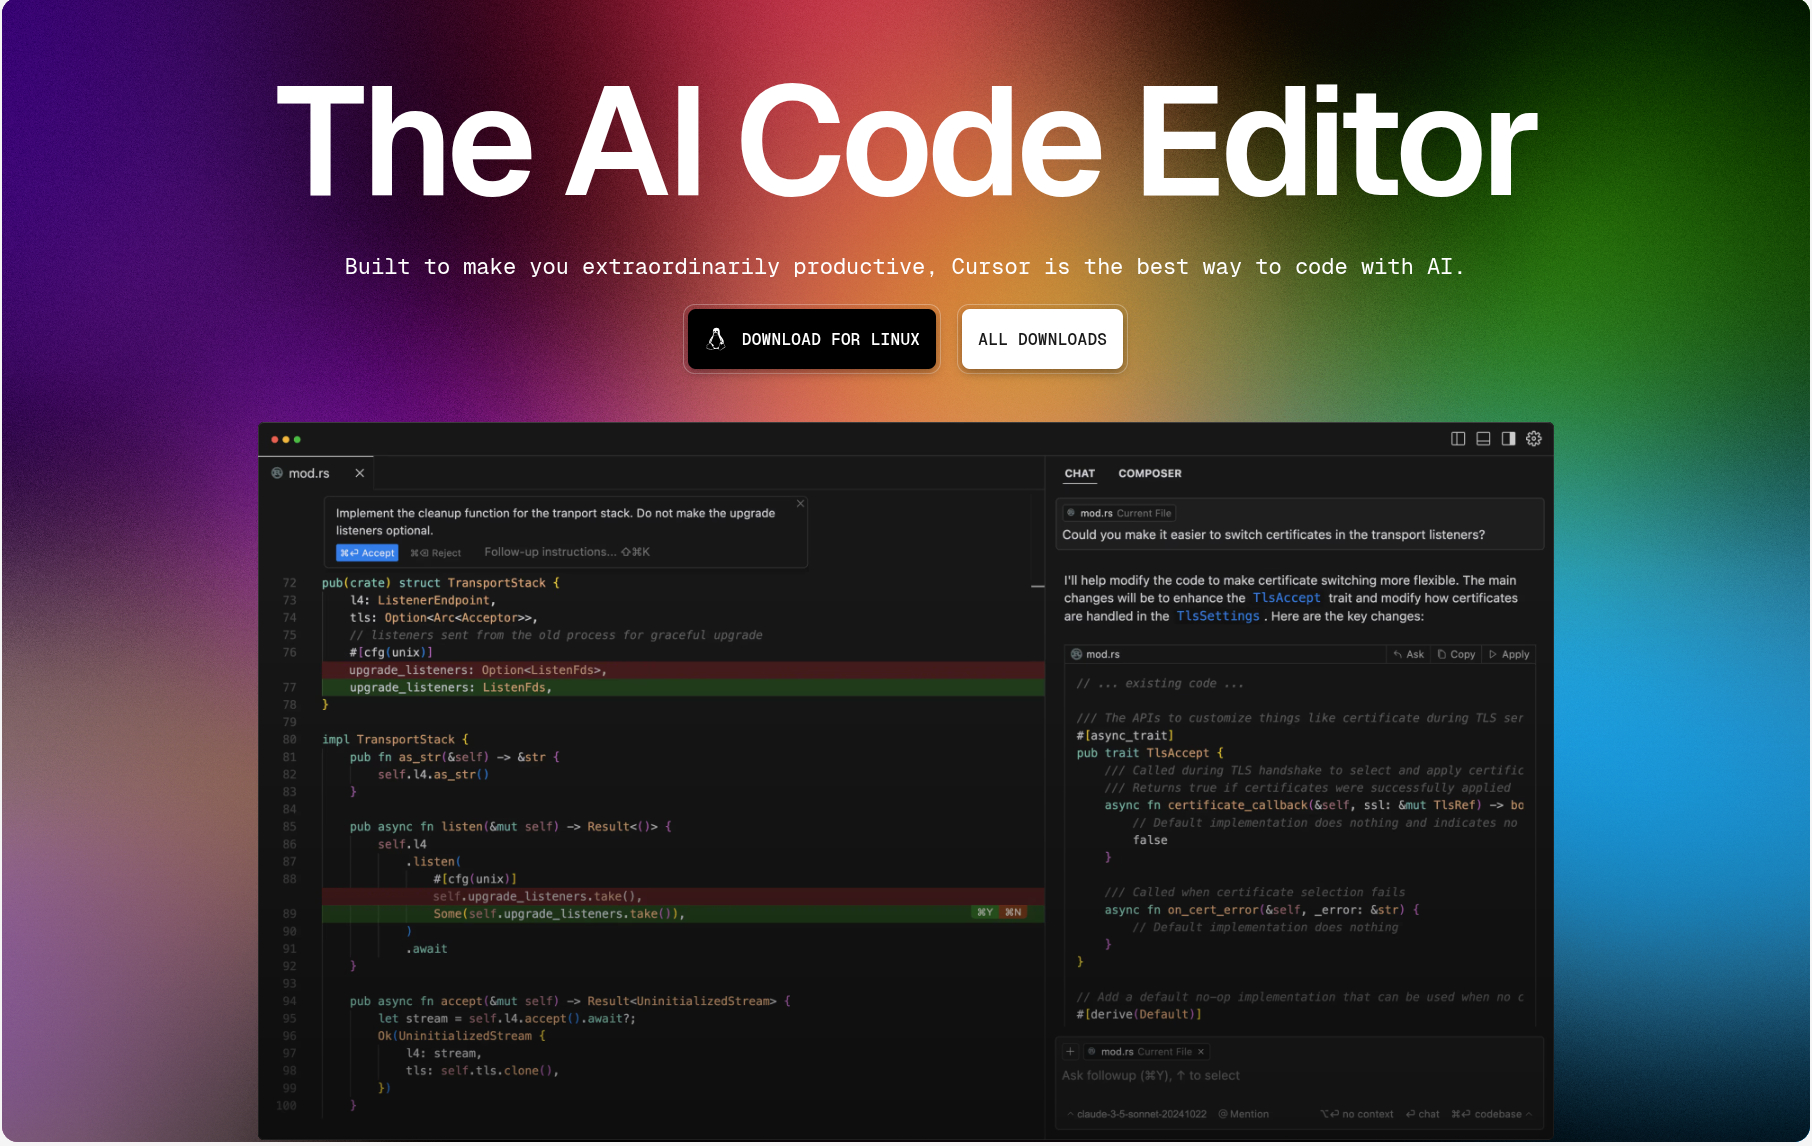 The AI Code Editor
Built to make you extraordinarily productive, Cursor is the best way to code with AI.
DOWNLOAD FOR LINUX
ALL DOWNLOADS
mod.rs
Implement the cleanup function for the tranport stack. Do not make the upgrade
listeners optional.
⌘⏎ Accept ⌘⌫ Reject Follow-up instructions... ⇧⌘K
72 pub(crate) struct TransportStack {
73 l4: ListenerEndpoint,
74 tls: Option<Arc<Acceptor>>,
75 // listeners sent from the old process for graceful upgrade
76 #[cfg(unix)]
upgrade_listeners: Option<ListenFds>,
77 upgrade_listeners: ListenFds,
78 }
79
80 impl TransportStack {
81 pub fn as_str(&self) -> &str {
82 self.l4.as_str()
83 }
84
85 pub async fn listen(&mut self) -> Result<()> {
86 self.l4
87 .listen(
88 #[cfg(unix)]
self.upgrade_listeners.take(),
89 Some(self.upgrade_listeners.take()), ⌘Y ⌘N
90 )
91 .await
92 }
93
94 pub async fn accept(&mut self) -> Result<UninitializedStream> {
95 let stream = self.l4.accept().await?;
96 Ok(UninitializedStream {
97 l4: stream,
98 tls: self.tls.clone(),
99 })
100 }
CHAT COMPOSER
mod.rs Current File
Could you make it easier to switch certificates in the transport listeners?
I'll help modify the code to make certificate switching more flexible. The main
changes will be to enhance the TlsAccept trait and modify how certificates
are handled in the TlsSettings. Here are the key changes:
mod.rs Ask Copy Apply
// ... existing code ...
/// The APIs to customize things like certificate during TLS ser
#[async_trait]
pub trait TlsAccept {
/// Called during TLS handshake to select and apply certific
/// Returns true if certificates were successfully applied
async fn certificate_callback(&self, ssl: &mut TlsRef) -> bo
// Default implementation does nothing and indicates no
false
}
/// Called when certificate selection fails
async fn on_cert_error(&self, _error: &str) {
// Default implementation does nothing
}
}
// Add a default no-op implementation that can be used when no c
#[derive(Default)]
+ mod.rs Current File ×
Ask followup (⌘Y), ↑ to select
^ claude-3-5-sonnet-20241022 @ Mention ⌥⏎ no context ⏎ chat ⌘⏎ codebase ^